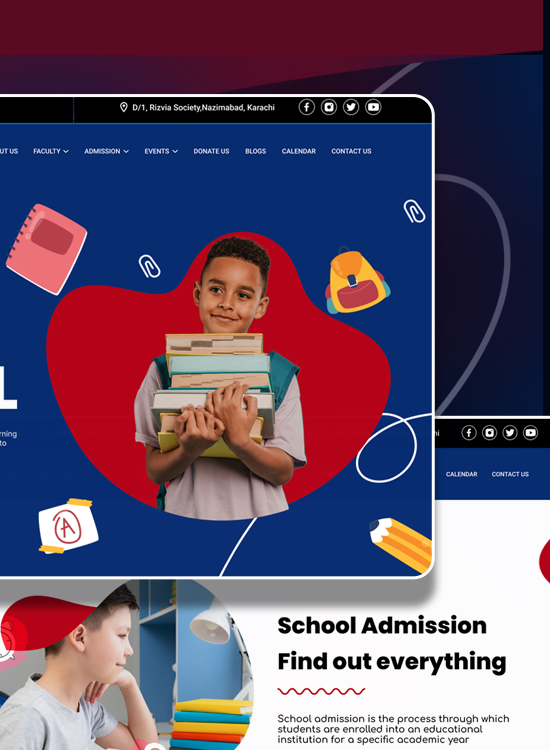 D/1, Rizvia Society,Nazimabad, Karachi
UT US FACULTY ADMISSION EVENTS DONATE US BLOGS CALENDAR CONTACT US
L
rning
to
A
hi
CALENDAR CONTACT US
School Admission
Find out everything
School admission is the process through which
students are enrolled into an educational
institution for a specific academic year